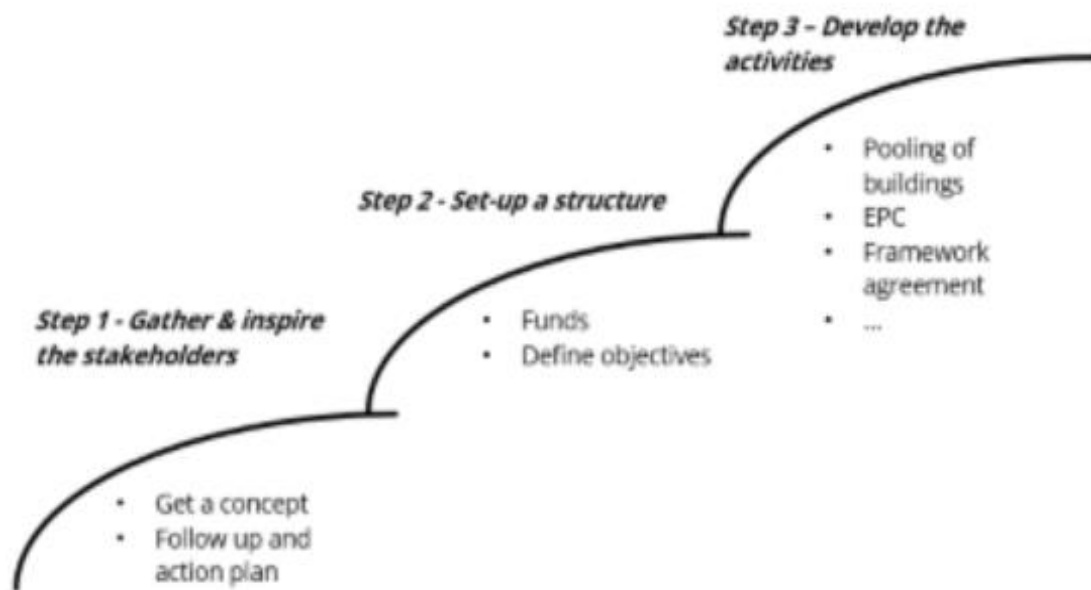 Step 1 - Gather & inspire
the stakeholders
• Get a concept
• Follow up and
action plan
Step 2 - Set-up a structure
• Funds
• Define objectives
Step 3 – Develop the
activities
• Pooling of
buildings
• EPC
• Framework
agreement
• ...